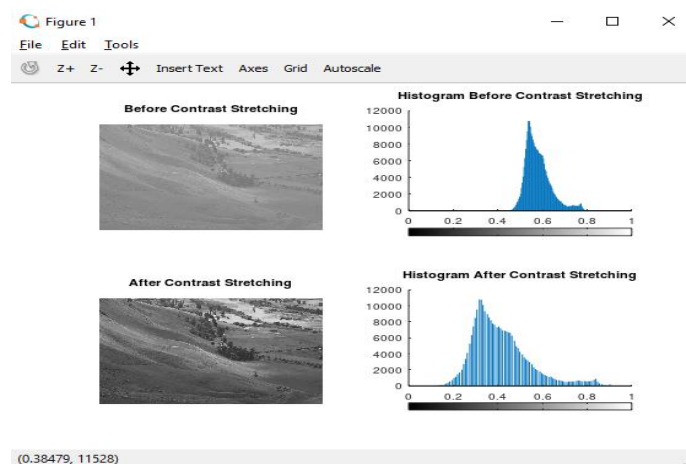 Figure 1
File Edit Tools
Z+ Z- Insert Text Axes Grid Autoscale
Before Contrast Stretching
Histogram Before Contrast Stretching
12000
10000
8000
6000
4000
2000
0
0 0.2 0.4 0.6 0.8 1
After Contrast Stretching
Histogram After Contrast Stretching
12000
10000
8000
6000
4000
2000
0
0 0.2 0.4 0.6 0.8 1
(0.38479, 11528)